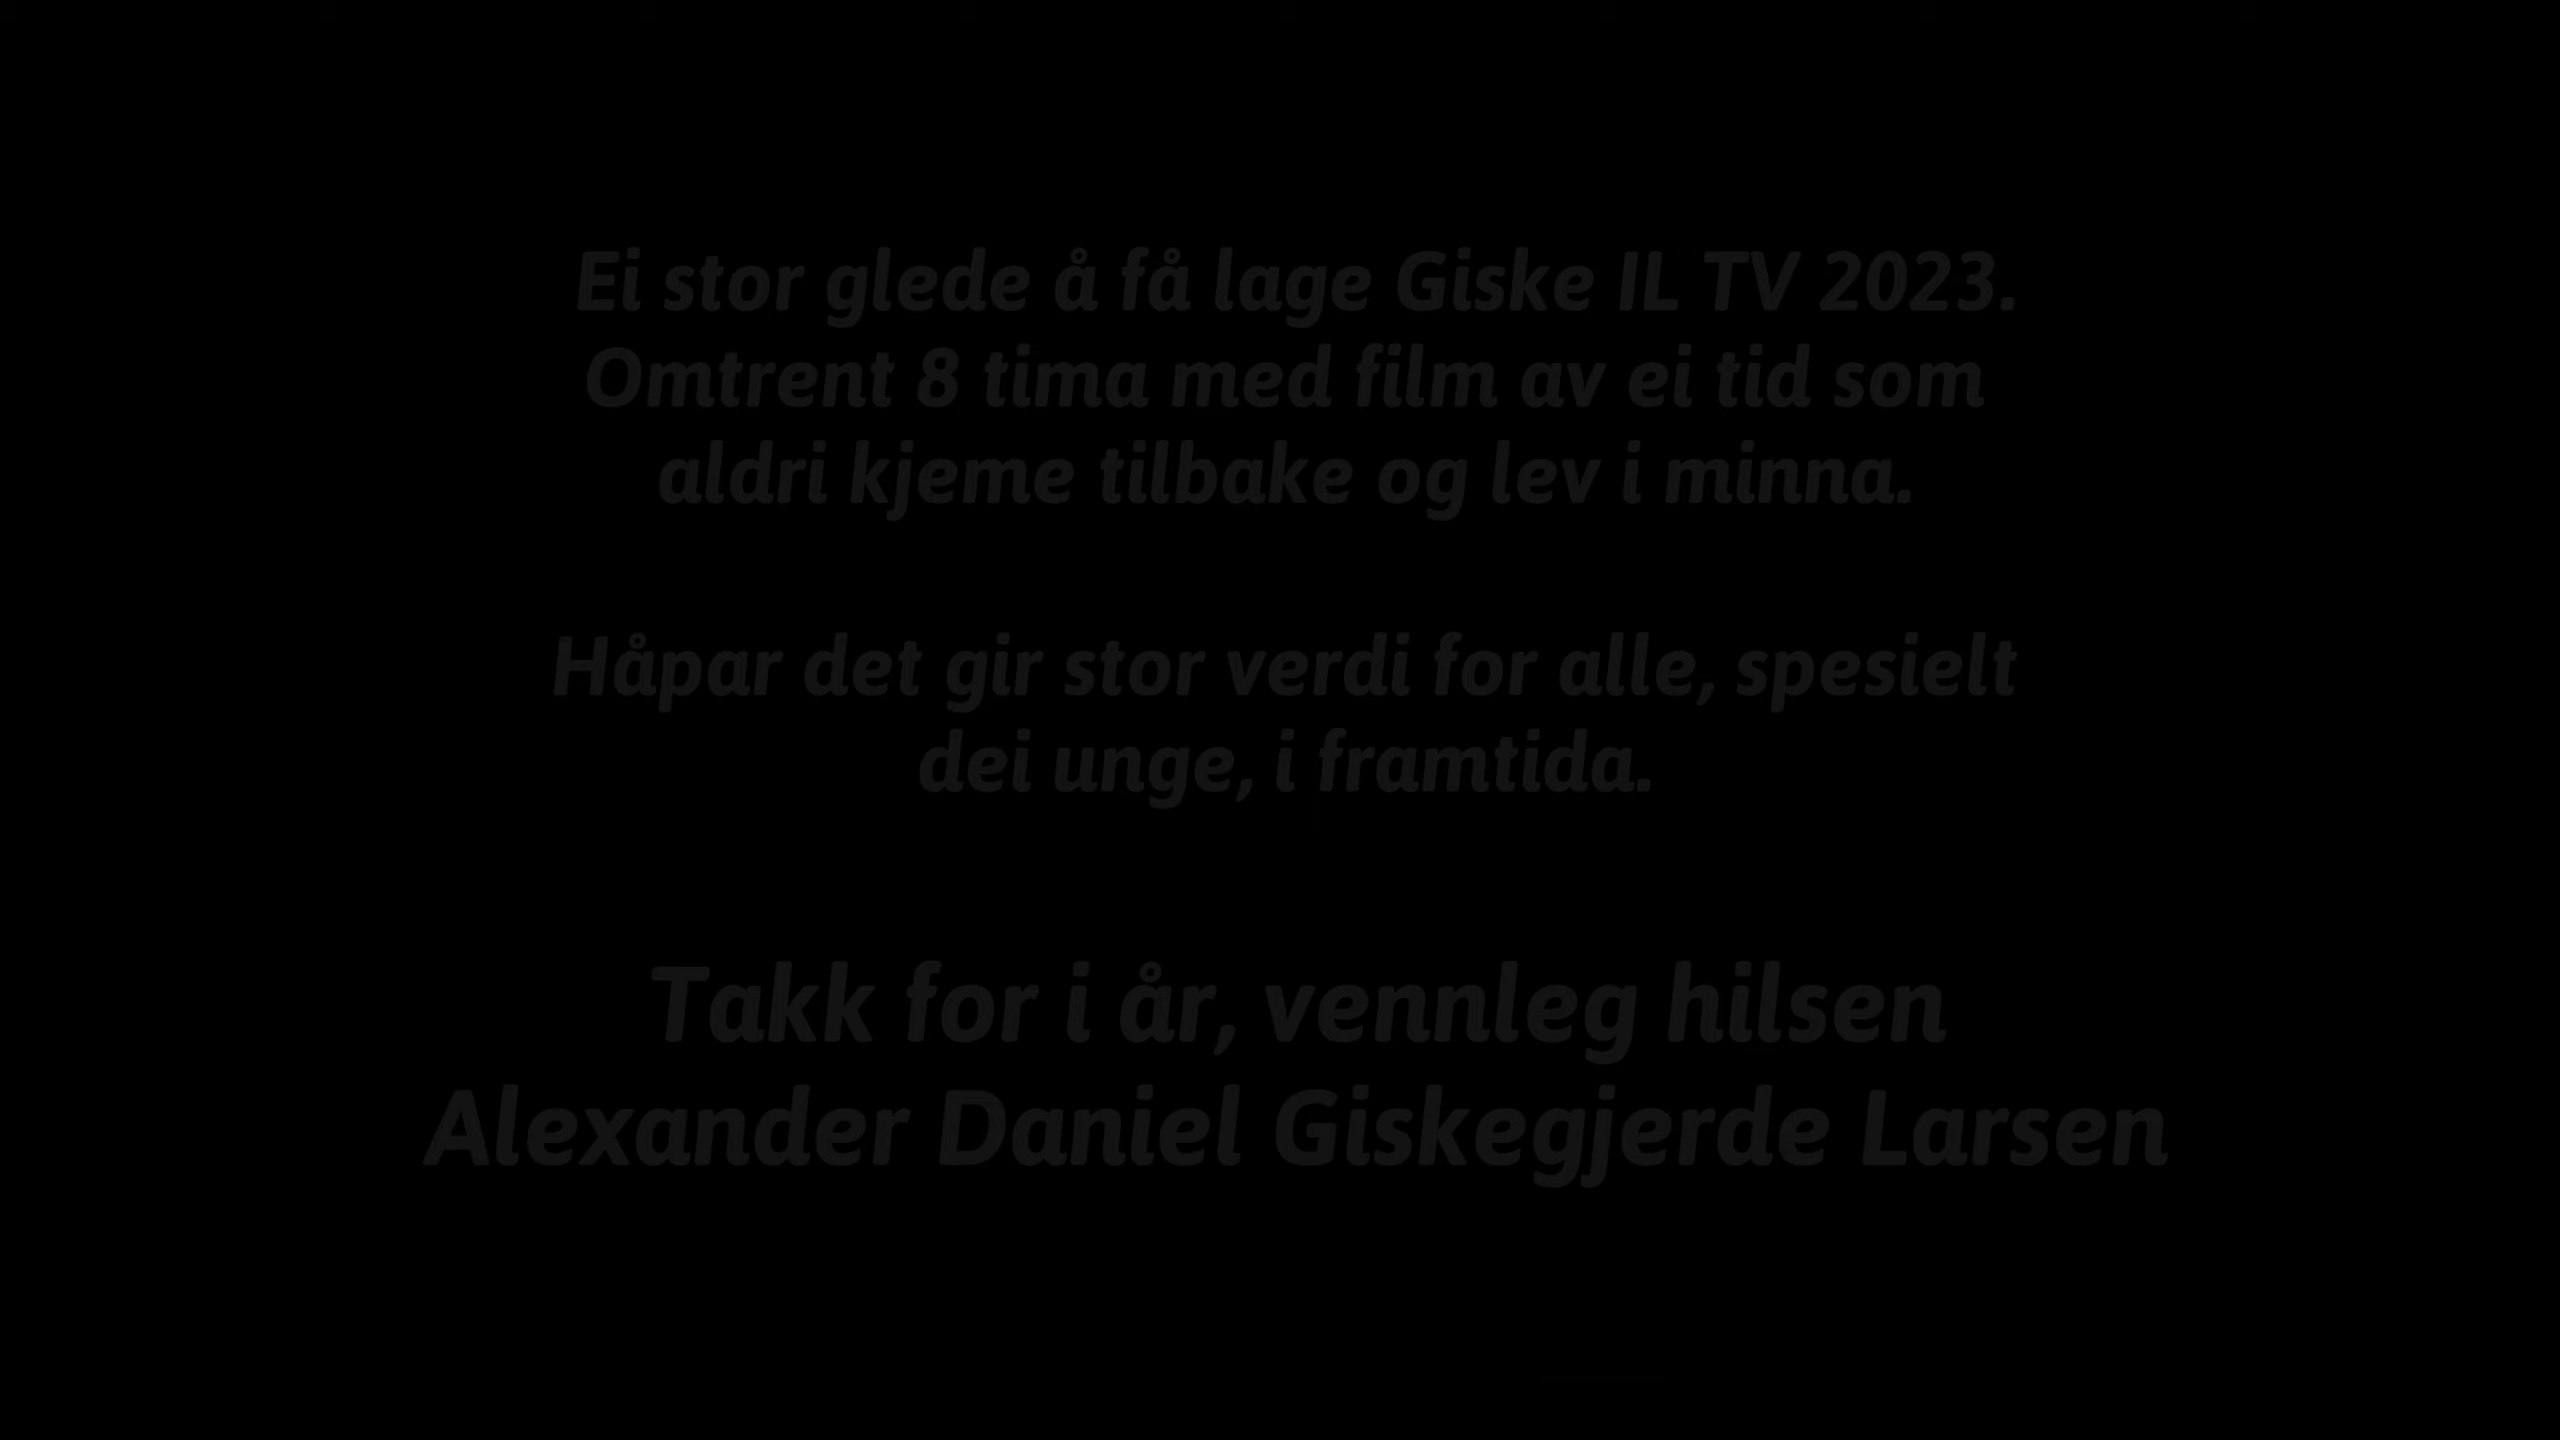 Ei stor glede å få lage Giske IL TV 2023.
Omtrent 8 tima med film av ei tid som
aldri kjeme tilbake og lev i minna.
Håpar det gir stor verdi for alle, spesielt
dei unge, i framtida.
Takk for i år, vennleg hilsen
Alexander Daniel Giskegjerde Larsen